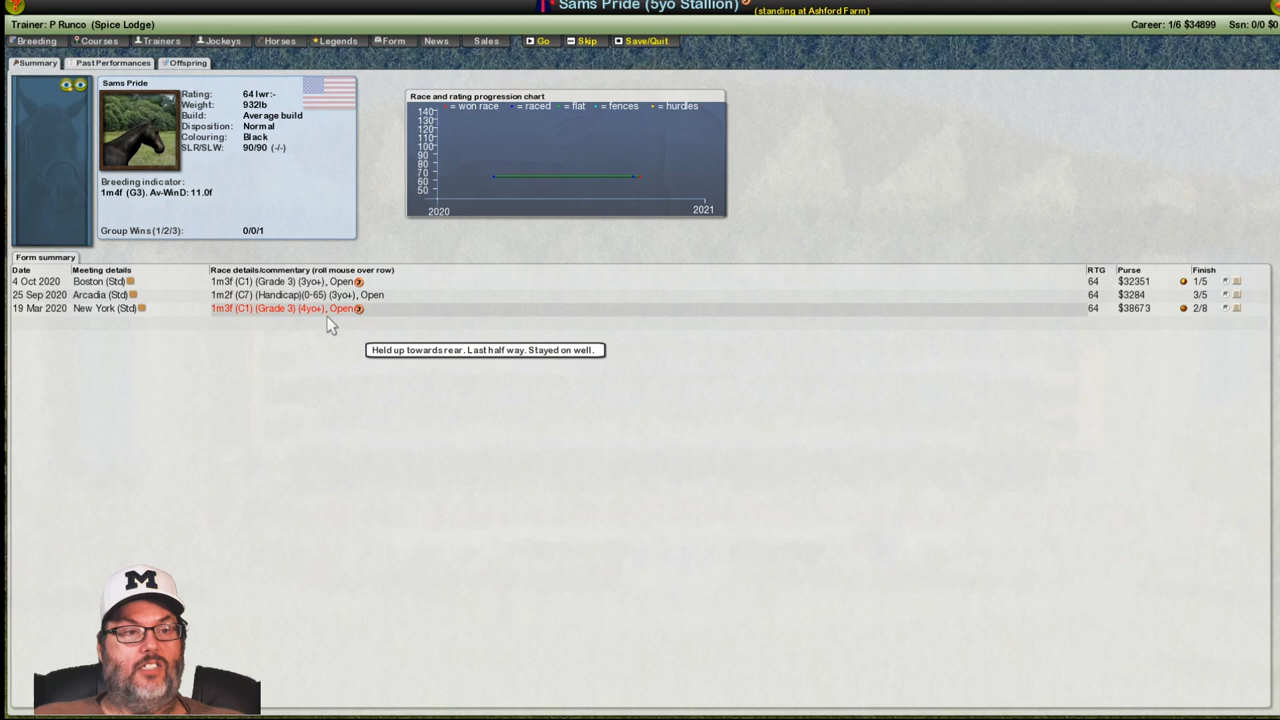 Sams Pride (5yo Stallion)
(standing at Ashford Farm)
Trainer: P Runco (Spice Lodge)
Career: 1/6 $34899 Ssn: 0/0 $0
Breeding Courses Trainers Jockeys Horses Legends Form News Sales Go Skip Save/Quit
Summary Past Performances Offspring
Sams Pride
Rating: 64 lwr:-
Weight: 932lb
Build: Average build
Disposition: Normal
Colouring: Black
SLR/SLW: 90/90 (-/-)
Breeding indicator:
1m4f (G3). Av-WinD: 11.0f
Group Wins (1/2/3): 0/0/1
Race and rating progression chart
= won race = raced = flat = fences = hurdles
140
130
120
110
100
90
80
70
60
50
2020 2021
Form summary
Date Meeting details Race details/commentary (roll mouse over row) RTG Purse Finish
4 Oct 2020 Boston (Std) 1m3f (C1) (Grade 3) (3yo+), Open 64 $32351 1/5
25 Sep 2020 Arcadia (Std) 1m2f (C7) (Handicap)(0-65) (3yo+), Open 64 $3284 3/5
19 Mar 2020 New York (Std) 1m3f (C1) (Grade 3) (4yo+), Open 64 $38673 2/8
Held up towards rear. Last half way. Stayed on well.
M